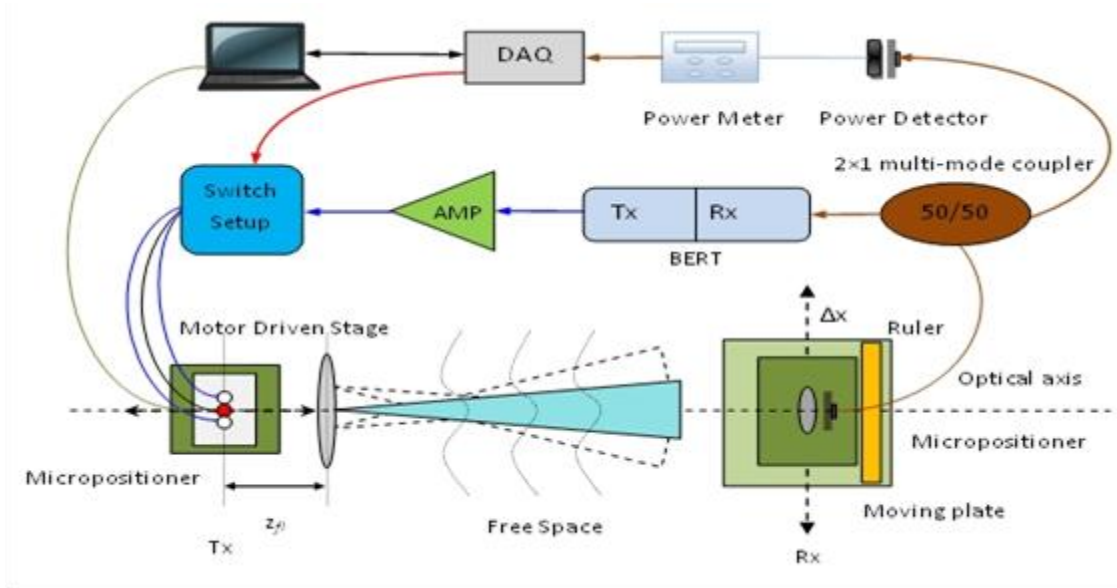 DAQ
Power Meter
Power Detector
2×1 multi-mode coupler
Switch
Setup
AMP
Tx
Rx
50/50
BERT
Motor Driven Stage
Δx
Ruler
Optical axis
Micropositioner
Micropositioner
Free Space
Moving plate
Tx
Rx